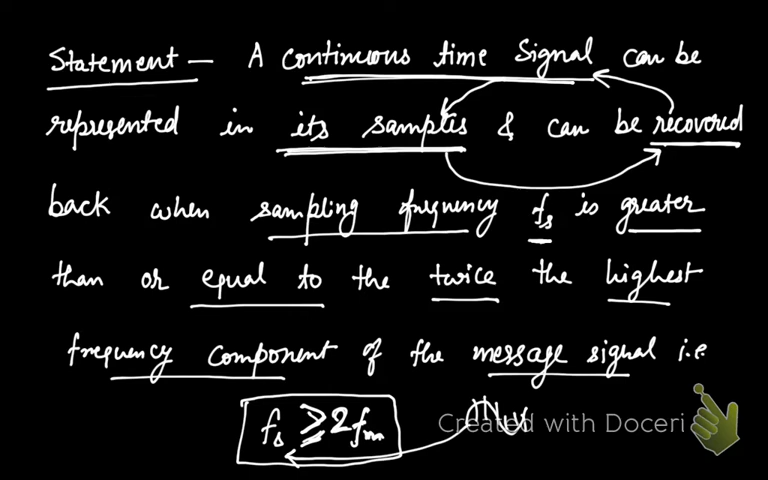 Statement — A continuous time signal can be
represented in its samples & can be recovered
back when sampling frequency fs is greater
than or equal to the twice the highest
frequency component of the message signal i.e
fs ≥ 2fm
Created with Doceri